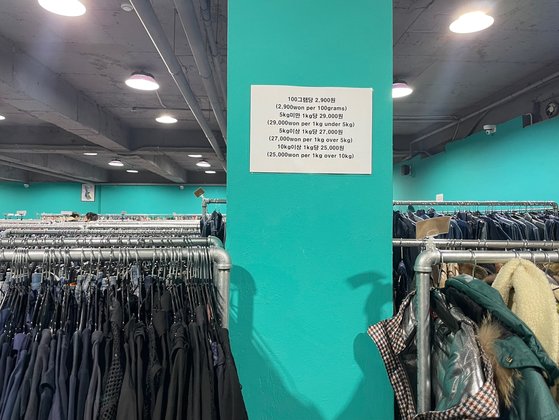 100그램당 2,900원
(2,900won per 100grams)
5kg미만 1kg당 29,000원
(29,000won per 1kg under 5kg)
5kg이상 1kg당 27,000원
(27,000won per 1kg over 5kg)
10kg이상 1kg당 25,000원
(25,000won per 1kg over 10kg)